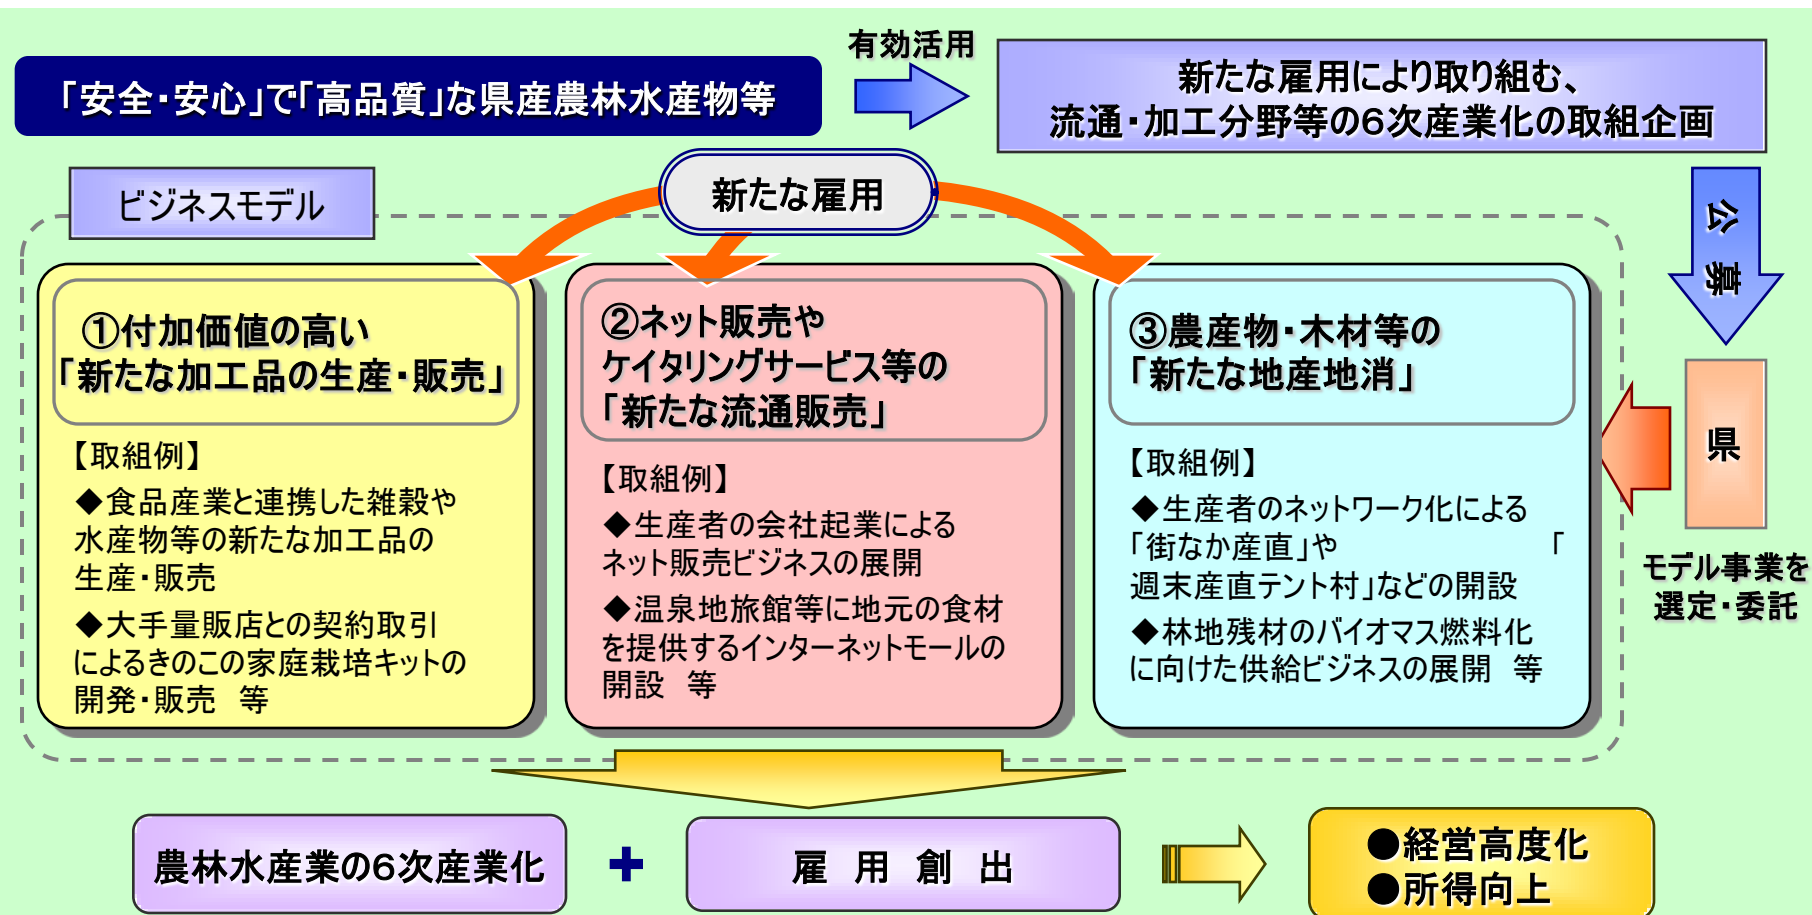 「安全・安心」で「高品質」な県産農林水産物等
有効活用
新たな雇用により取り組む、
流通・加工分野等の6次産業化の取組企画
公募
県
モデル事業を
選定・委託
ビジネスモデル
新たな雇用
①付加価値の高い
「新たな加工品の生産・販売」
【取組例】
◆食品産業と連携した雑穀や
水産物等の新たな加工品の
生産・販売
◆大手量販店との契約取引
によるきのこの家庭栽培キットの
開発・販売　等
②ネット販売や
ケイタリングサービス等の
「新たな流通販売」
【取組例】
◆生産者の会社起業による
ネット販売ビジネスの展開
◆温泉地旅館等に地元の食材
を提供するインターネットモールの
開設　等
③農産物・木材等の
「新たな地産地消」
【取組例】
◆生産者のネットワーク化による
「街なか産直」や　　　　　　　「
週末産直テント村」などの開設
◆林地残材のバイオマス燃料化
に向けた供給ビジネスの展開　等
農林水産業の6次産業化
+
雇 用 創 出
●経営高度化
●所得向上